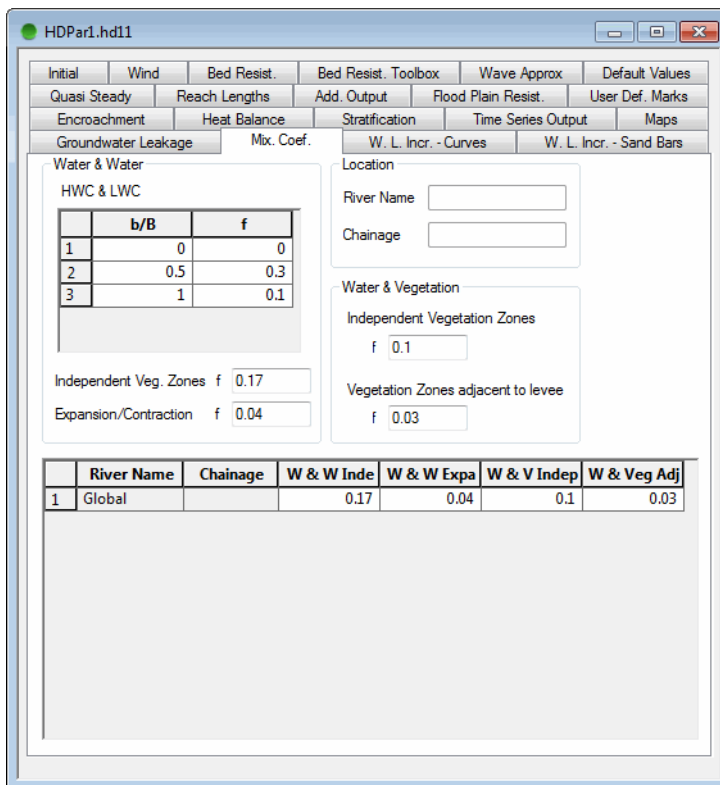 HDPar1.hd11
Initial Wind Bed Resist. Bed Resist. Toolbox Wave Approx Default Values
Quasi Steady Reach Lengths Add. Output Flood Plain Resist. User Def. Marks
Encroachment Heat Balance Stratification Time Series Output Maps
Groundwater Leakage Mix. Coef. W. L. Incr. - Curves W. L. Incr. - Sand Bars
Water & Water
HWC & LWC
b/B f
1 0 0
2 0.5 0.3
3 1 0.1
Independent Veg. Zones f 0.17
Expansion/Contraction f 0.04
Location
River Name
Chainage
Water & Vegetation
Independent Vegetation Zones
f 0.1
Vegetation Zones adjacent to levee
f 0.03
River Name Chainage W & W Inde W & W Expa W & V Indep W & Veg Adj
1 Global 0.17 0.04 0.1 0.03